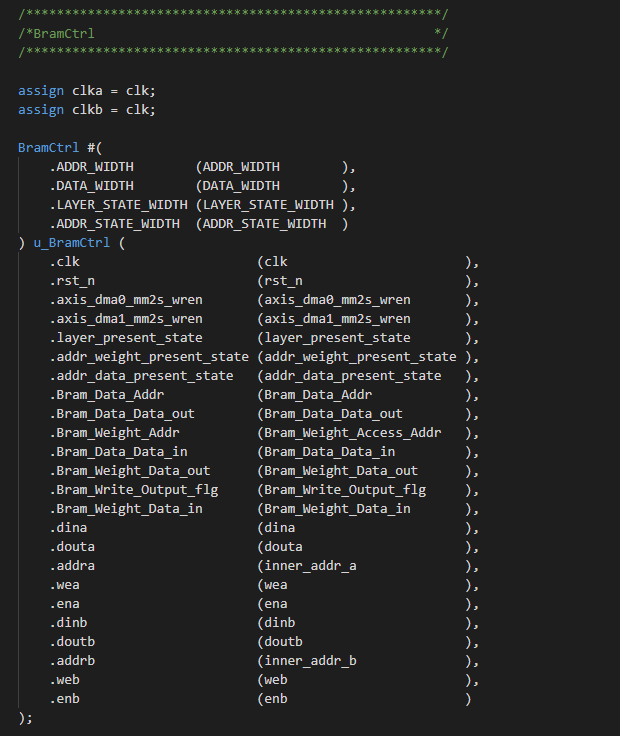 /******************************************************/
/*BramCtrl                                            */
/******************************************************/

assign clka = clk;
assign clkb = clk;

BramCtrl #(
    .ADDR_WIDTH        (ADDR_WIDTH        ),
    .DATA_WIDTH        (DATA_WIDTH        ),
    .LAYER_STATE_WIDTH (LAYER_STATE_WIDTH ),
    .ADDR_STATE_WIDTH  (ADDR_STATE_WIDTH  )
) u_BramCtrl (
    .clk                       (clk                       ),
    .rst_n                     (rst_n                     ),
    .axis_dma0_mm2s_wren       (axis_dma0_mm2s_wren       ),
    .axis_dma1_mm2s_wren       (axis_dma1_mm2s_wren       ),
    .layer_present_state       (layer_present_state       ),
    .addr_weight_present_state (addr_weight_present_state ),
    .addr_data_present_state   (addr_data_present_state   ),
    .Bram_Data_Addr            (Bram_Data_Addr            ),
    .Bram_Data_Data_out        (Bram_Data_Data_out        ),
    .Bram_Weight_Addr          (Bram_Weight_Access_Addr   ),
    .Bram_Data_Data_in         (Bram_Data_Data_in         ),
    .Bram_Weight_Data_out      (Bram_Weight_Data_out      ),
    .Bram_Write_Output_flg     (Bram_Write_Output_flg     ),
    .Bram_Weight_Data_in       (Bram_Weight_Data_in       ),
    .dina                      (dina                      ),
    .douta                     (douta                     ),
    .addra                     (inner_addr_a              ),
    .wea                       (wea                       ),
    .ena                       (ena                       ),
    .dinb                      (dinb                      ),
    .doutb                     (doutb                     ),
    .addrb                     (inner_addr_b              ),
    .web                       (web                       ),
    .enb                       (enb                       )
);